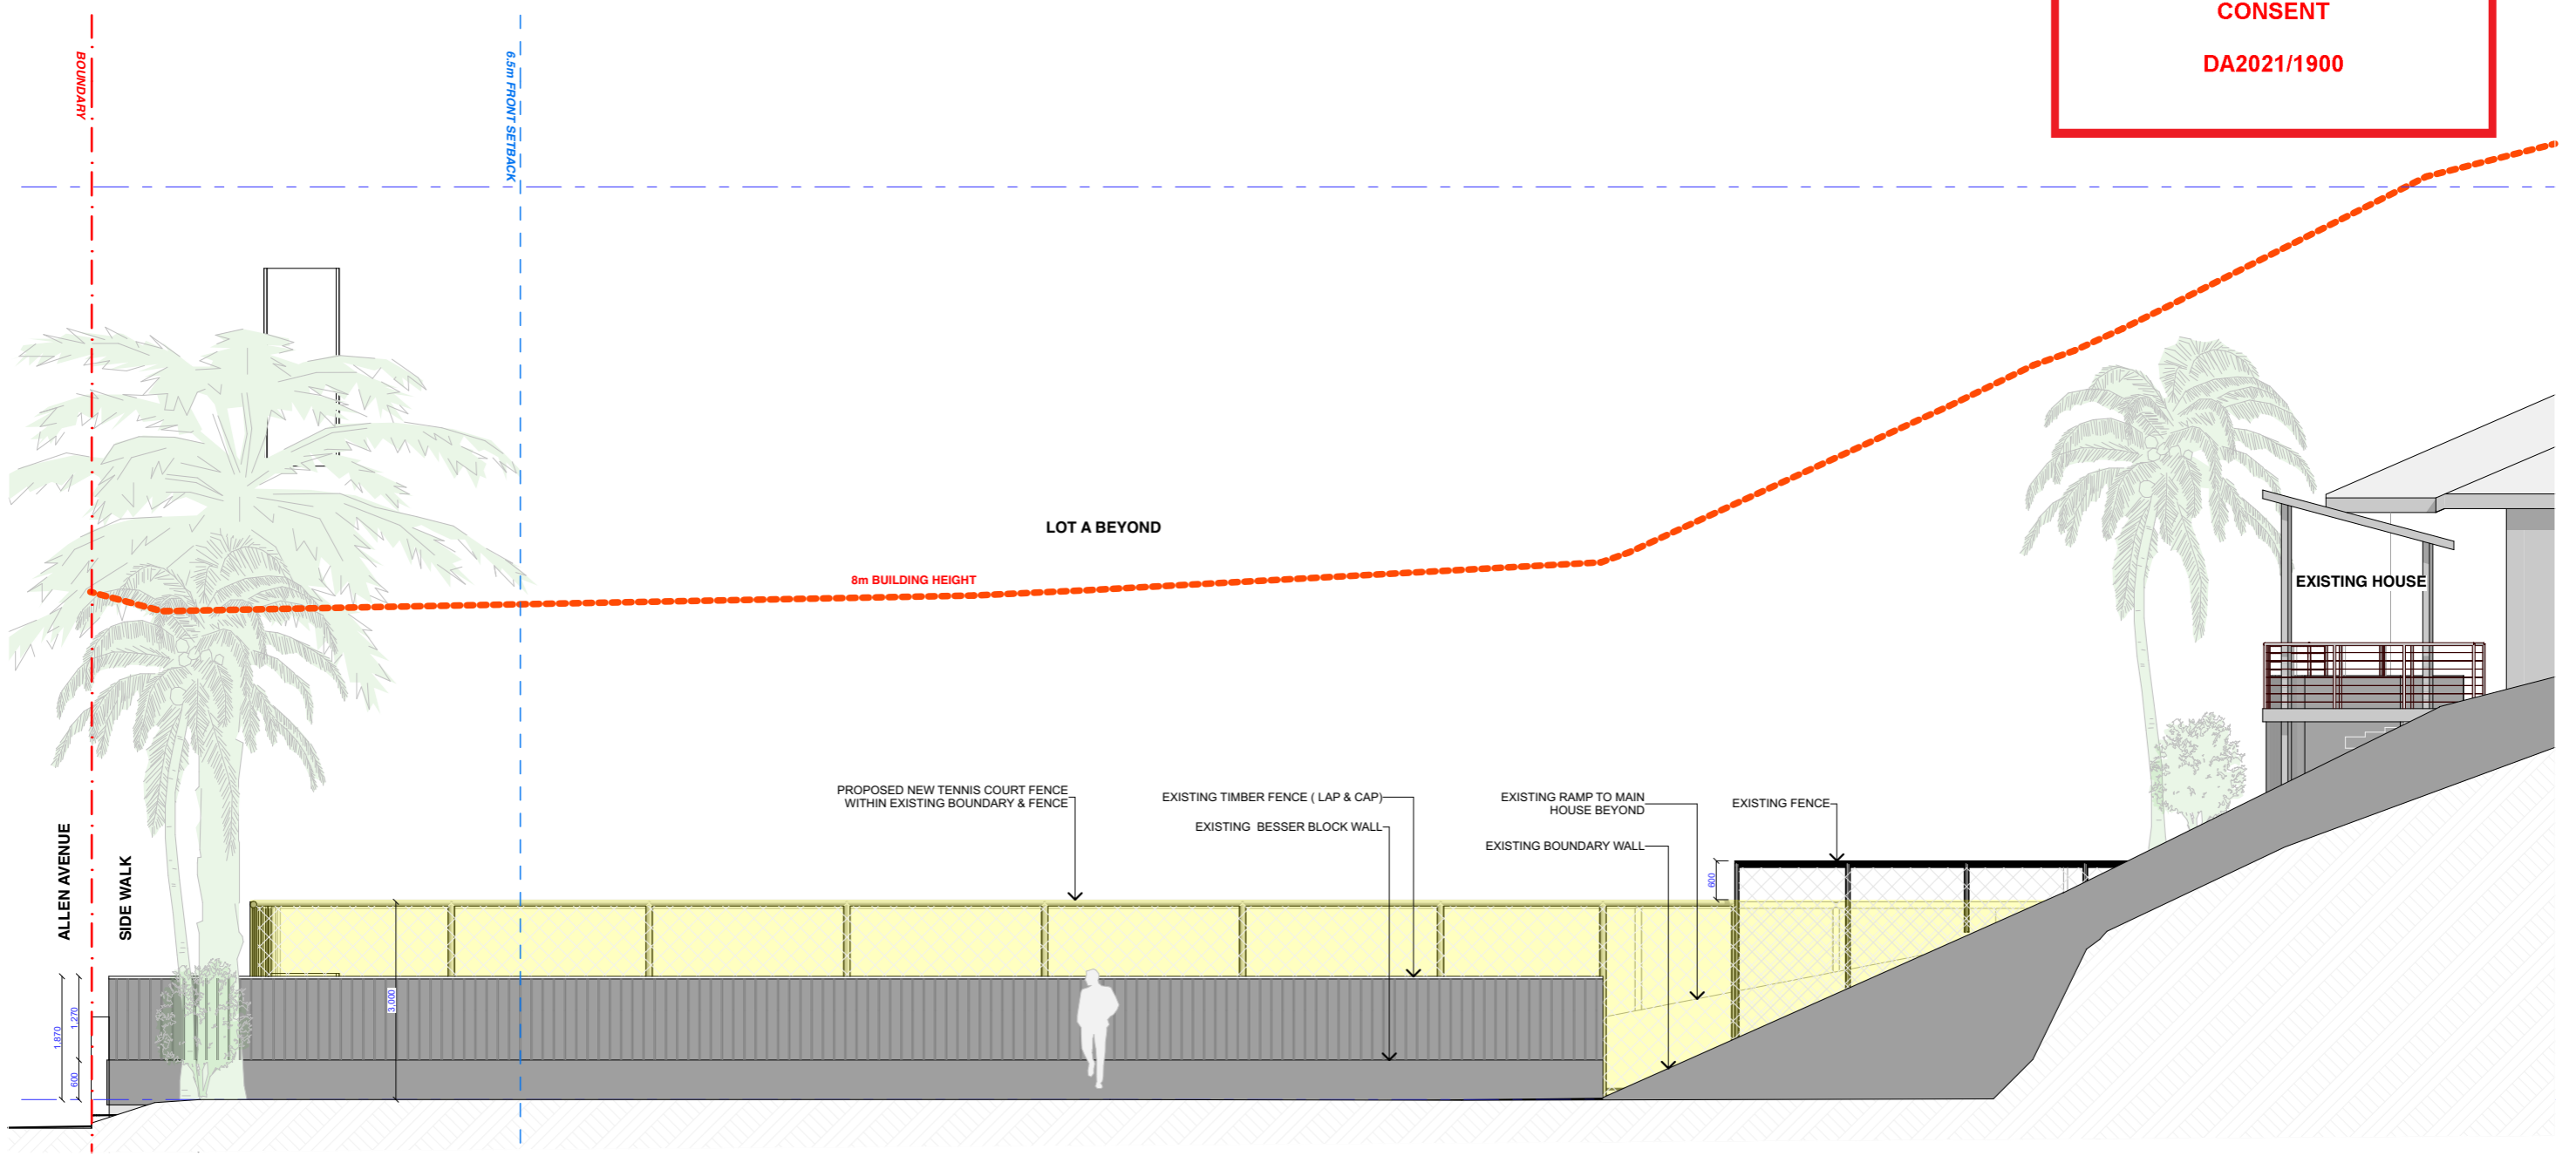 CONSENT
DA2021/1900
BOUNDARY
6.5m FRONT SETBACK
LOT A BEYOND
8m BUILDING HEIGHT
EXISTING HOUSE
PROPOSED NEW TENNIS COURT FENCE
WITHIN EXISTING BOUNDARY & FENCE
EXISTING TIMBER FENCE ( LAP & CAP)
EXISTING BESSER BLOCK WALL
EXISTING RAMP TO MAIN
HOUSE BEYOND
EXISTING BOUNDARY WALL
EXISTING FENCE
600
ALLEN AVENUE
SIDE WALK
1,870
1,270
600
3,000